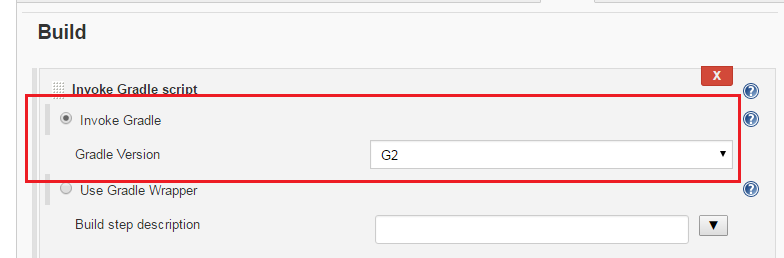 Build
Invoke Gradle script
X
?
Invoke Gradle
?
Gradle Version
G2
Use Gradle Wrapper
?
Build step description